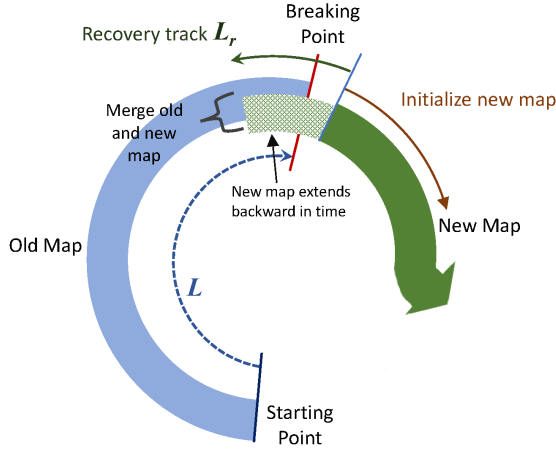 Breaking
Point
Recovery track Lr
Initialize new map
Merge old
and new
map
New map extends
backward in time
New Map
Old Map
L
Starting
Point